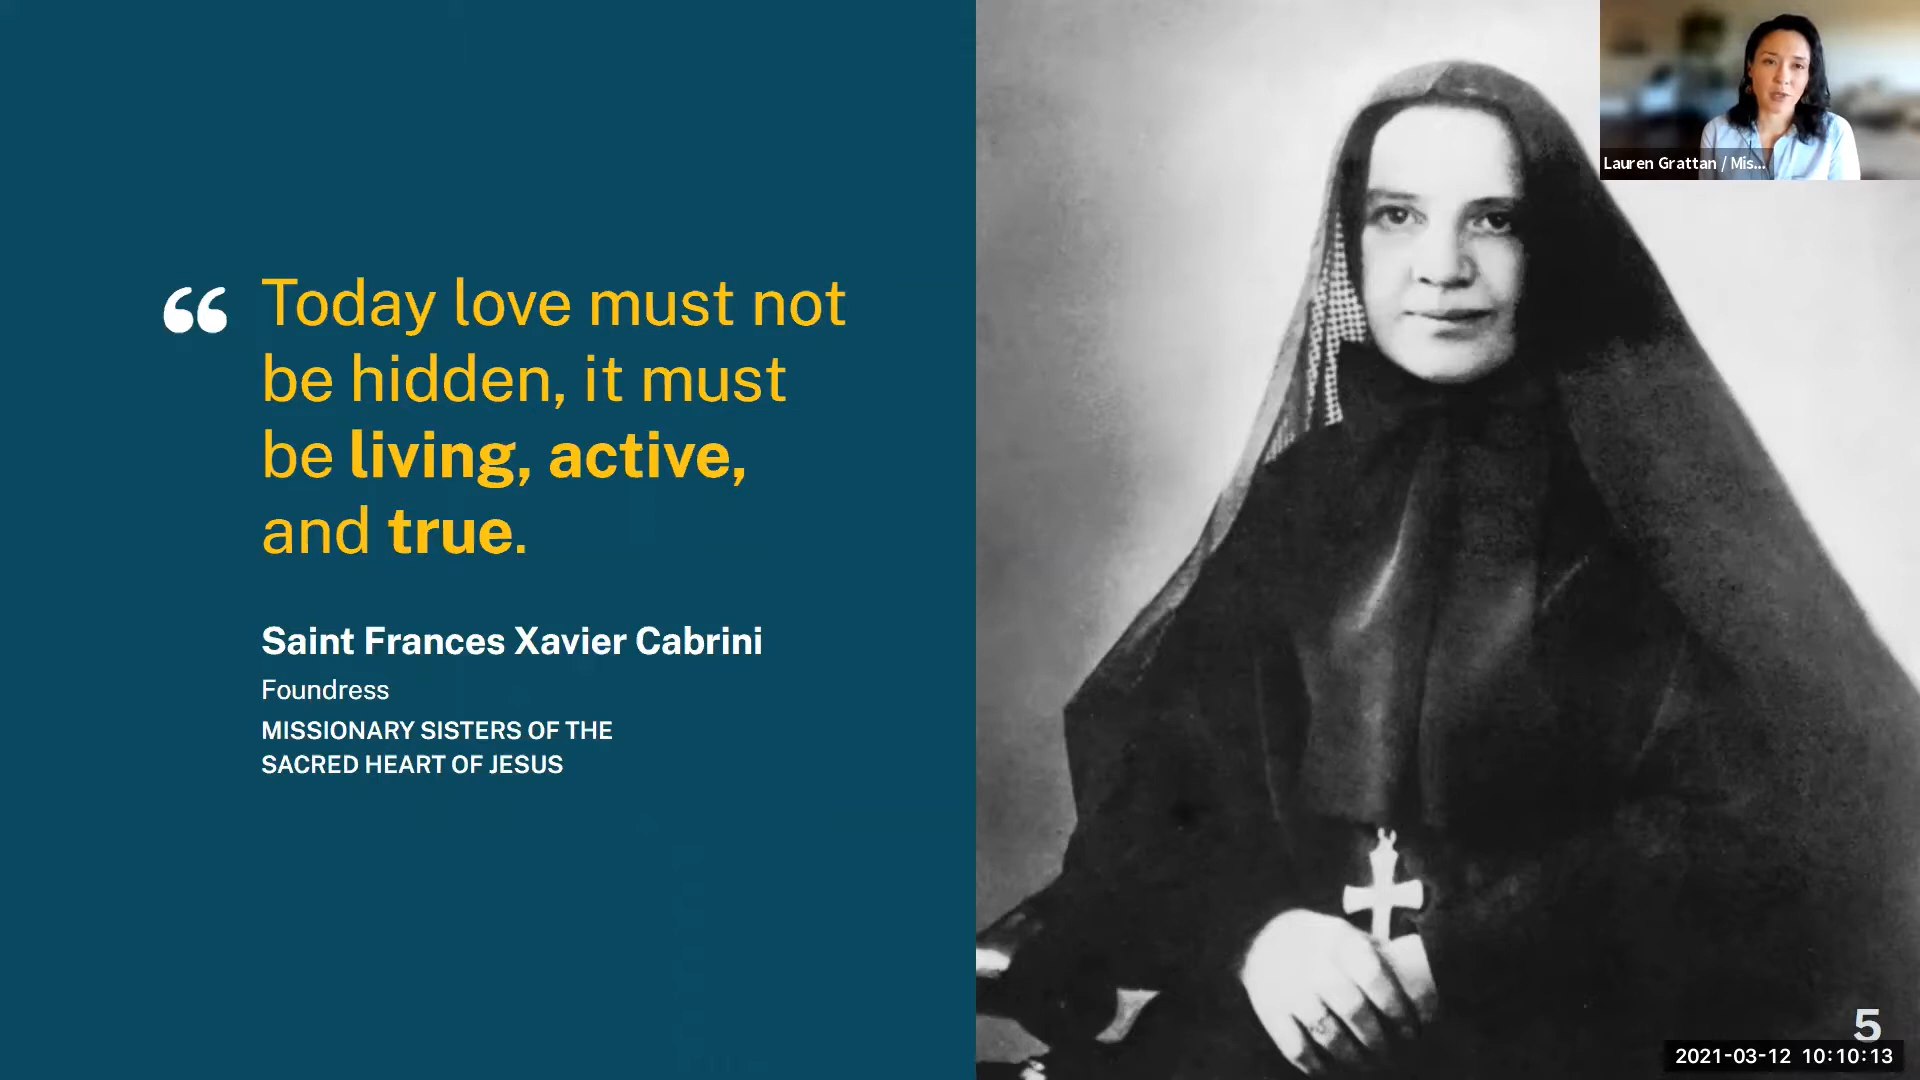 “ Today love must not
be hidden, it must
be living, active,
and true.
Saint Frances Xavier Cabrini
Foundress
MISSIONARY SISTERS OF THE
SACRED HEART OF JESUS
Lauren Grattan / Mis...
5
2021-03-12 10:10:13